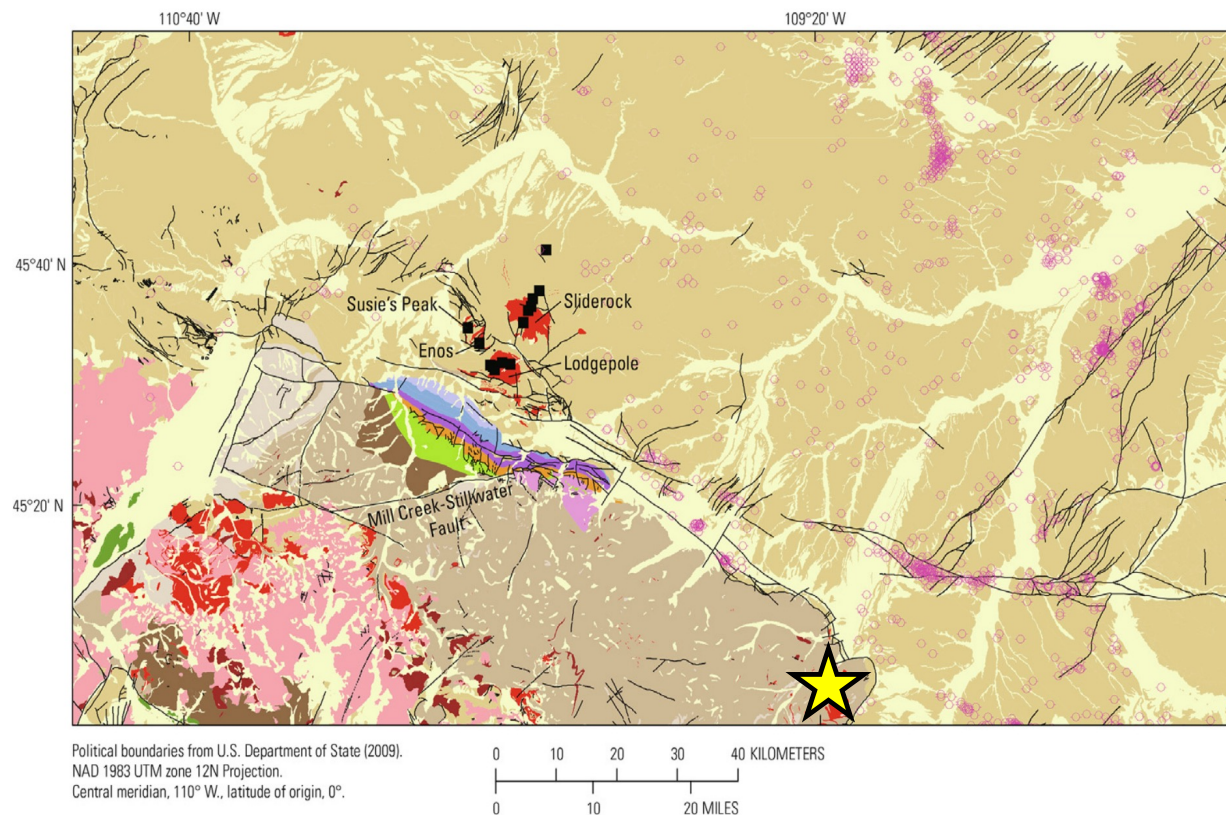 110°40' W
109°20' W
45°40' N
Susie's Peak
Sliderock
Enos
Lodgepole
45°20' N
Mill Creek-Stillwater
Fault
Political boundaries from U.S. Department of State (2009).
NAD 1983 UTM zone 12N Projection.
Central meridian, 110° W., latitude of origin, 0°.
0 10 20 30 40 KILOMETERS
0 10 20 MILES